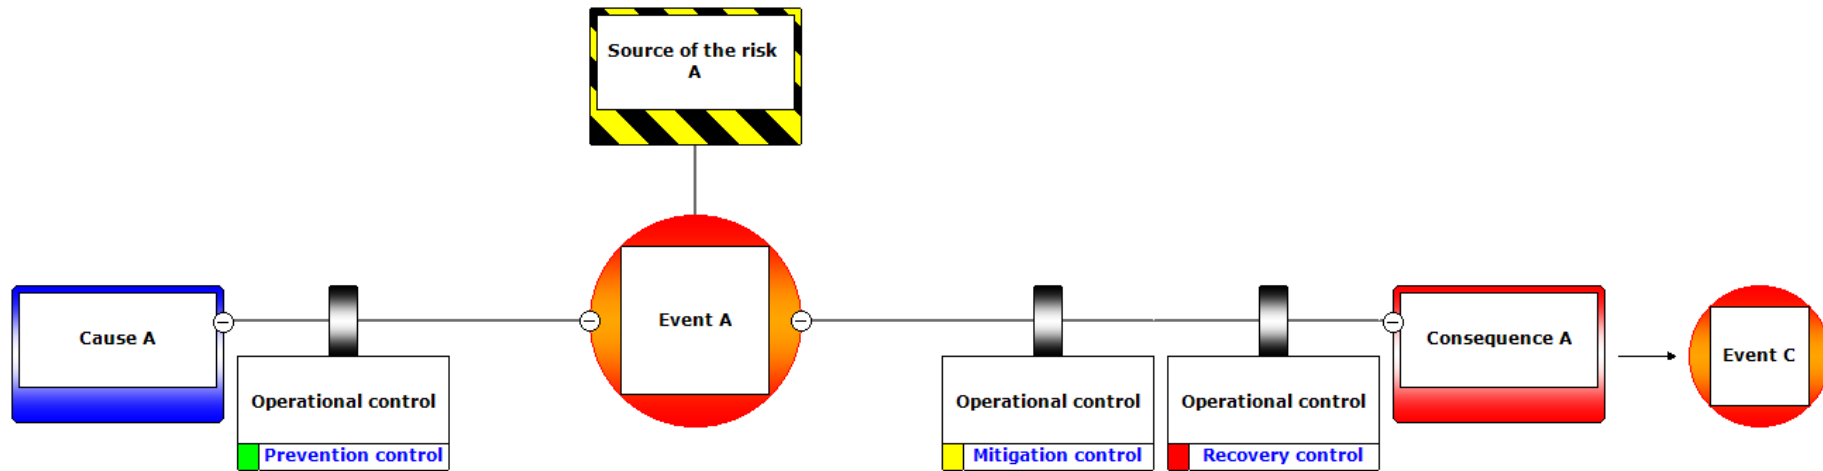 Source of the risk
A
Cause A
Event A
Consequence A
Event C
Operational control
Prevention control
Operational control
Mitigation control
Operational control
Recovery control